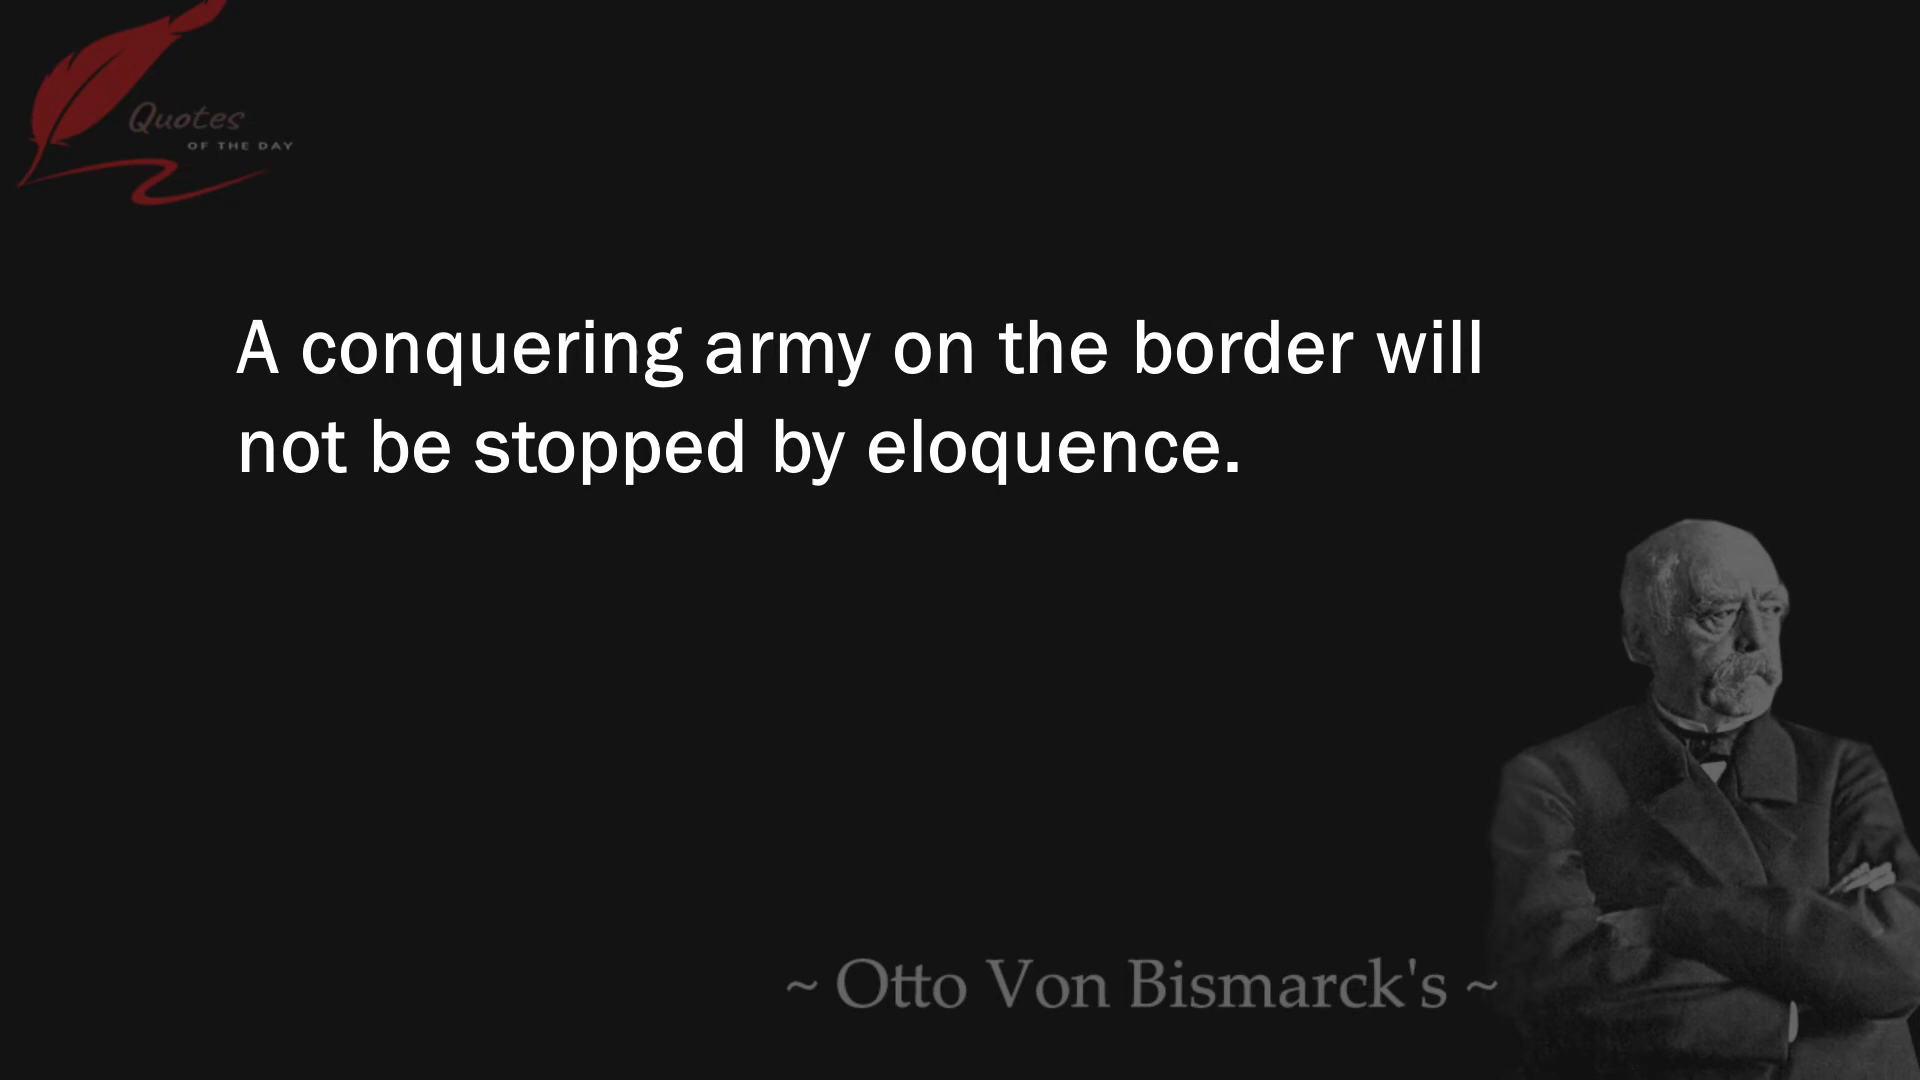 Quotes
OF THE DAY
A conquering army on the border will
not be stopped by eloquence.
~ Otto Von Bismarck's ~